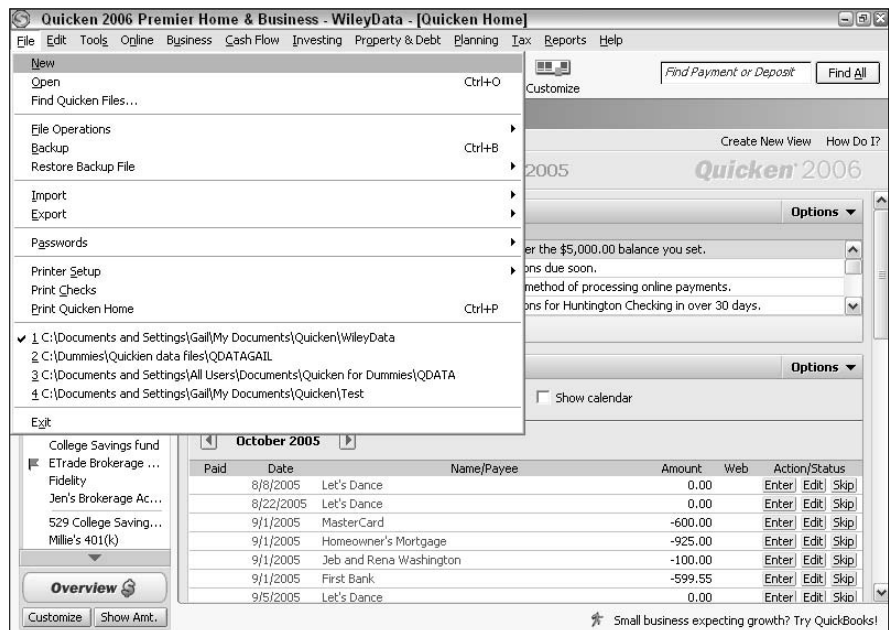 Quicken 2006 Premier Home & Business - WileyData - [Quicken Home]
File Edit Tools Online Business Cash Flow Investing Property & Debt Planning Tax Reports Help
New
Open Ctrl+O
Find Quicken Files...
File Operations
Backup Ctrl+B
Restore Backup File
Import
Export
Passwords
Printer Setup
Print Checks
Print Quicken Home Ctrl+P
1 C:\Documents and Settings\Gail\My Documents\Quicken\WileyData
2 C:\Dummies\Quickien data files\QDATAGAIL
3 C:\Documents and Settings\All Users\Documents\Quicken for Dummies\QDATA
4 C:\Documents and Settings\Gail\My Documents\Quicken\Test
Exit
Customize
Find Payment or Deposit Find All
Create New View How Do I?
2005 Quicken 2006
Options
er the $5,000.00 balance you set.
ons due soon.
method of processing online payments.
ons for Huntington Checking in over 30 days.
Options
Show calendar
College Savings fund
ETrade Brokerage ...
Fidelity
Jen's Brokerage Ac...
529 College Saving...
Millie's 401(k)
Overview
Customize Show Amt.
October 2005
Paid Date Name/Payee Amount Web Action/Status
8/8/2005 Let's Dance 0.00 Enter Edit Skip
8/22/2005 Let's Dance 0.00 Enter Edit Skip
9/1/2005 MasterCard -600.00 Enter Edit Skip
9/1/2005 Homeowner's Mortgage -925.00 Enter Edit Skip
9/1/2005 Jeb and Rena Washington -100.00 Enter Edit Skip
9/1/2005 First Bank -599.55 Enter Edit Skip
9/5/2005 Let's Dance 0.00 Enter Edit Skip
Small business expecting growth? Try QuickBooks!